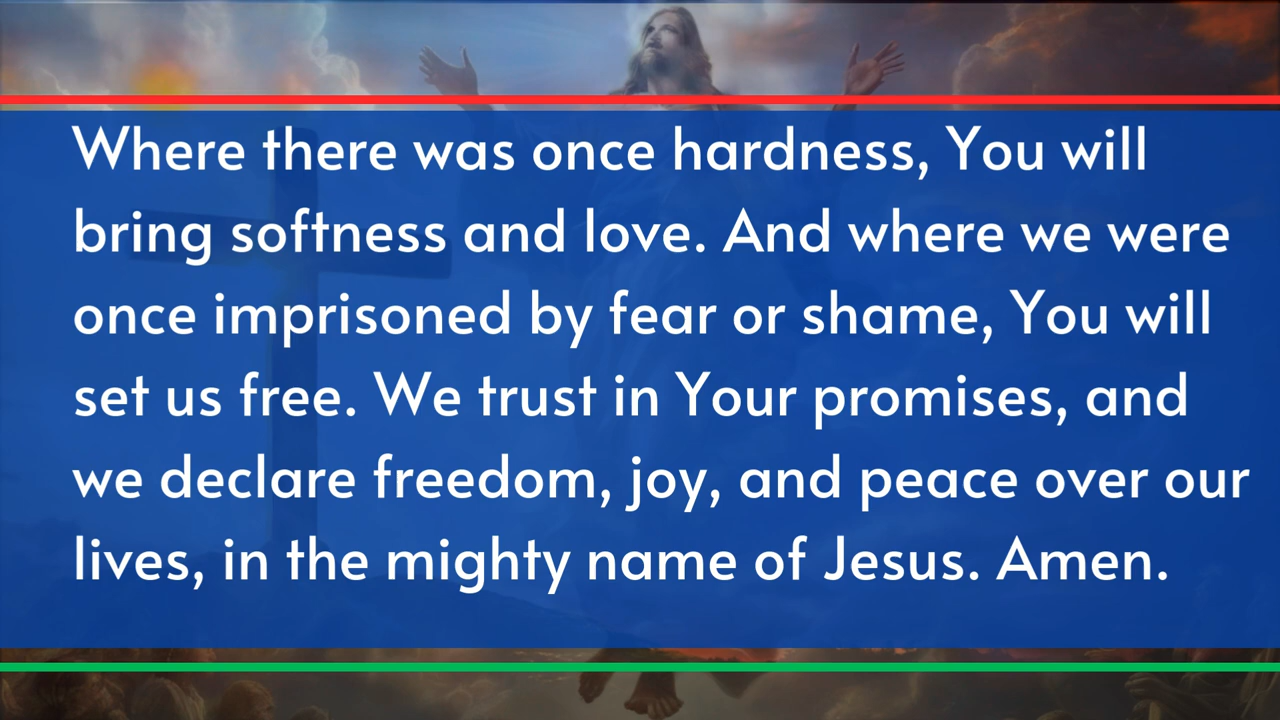 Where there was once hardness, You will
bring softness and love. And where we were
once imprisoned by fear or shame, You will
set us free. We trust in Your promises, and
we declare freedom, joy, and peace over our
lives, in the mighty name of Jesus. Amen.